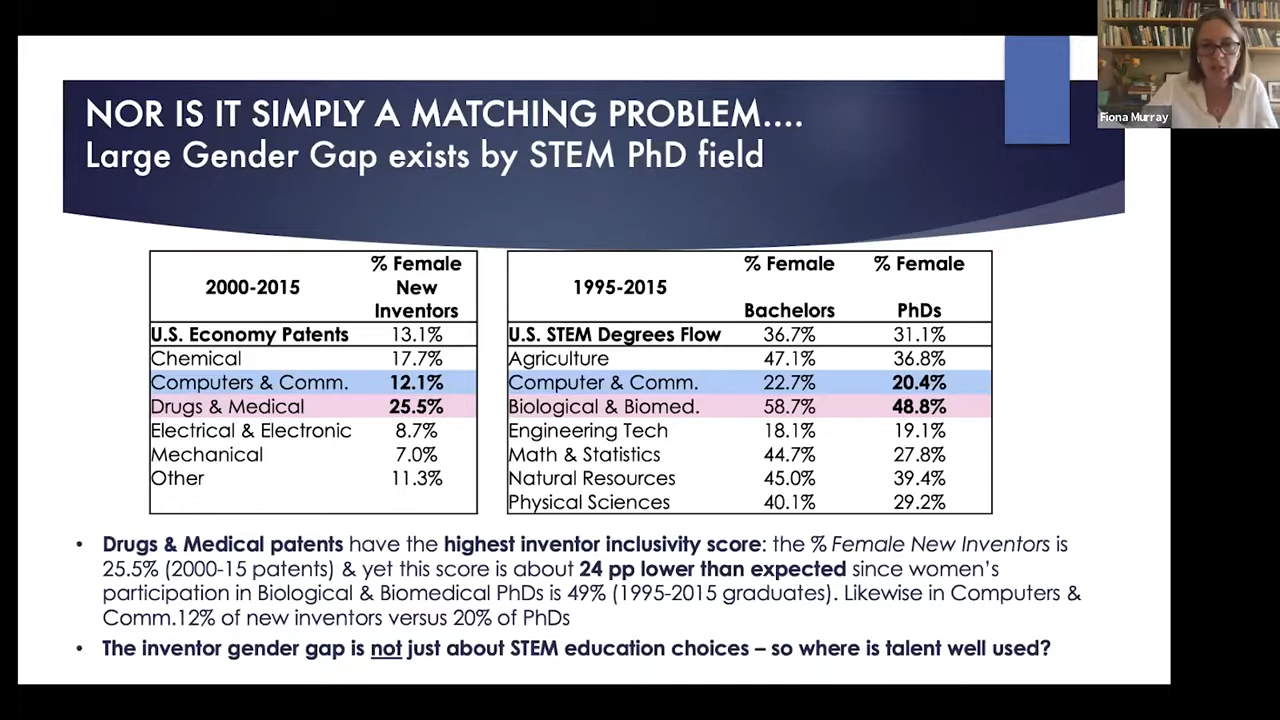 NOR IS IT SIMPLY A MATCHING PROBLEM....
Large Gender Gap exists by STEM PhD field
Fiona Murray
2000-2015 % Female New Inventors
U.S. Economy Patents 13.1%
Chemical 17.7%
Computers & Comm. 12.1%
Drugs & Medical 25.5%
Electrical & Electronic 8.7%
Mechanical 7.0%
Other 11.3%
1995-2015 % Female Bachelors % Female PhDs
U.S. STEM Degrees Flow 36.7% 31.1%
Agriculture 47.1% 36.8%
Computer & Comm. 22.7% 20.4%
Biological & Biomed. 58.7% 48.8%
Engineering Tech 18.1% 19.1%
Math & Statistics 44.7% 27.8%
Natural Resources 45.0% 39.4%
Physical Sciences 40.1% 29.2%
• Drugs & Medical patents have the highest inventor inclusivity score: the % Female New Inventors is
25.5% (2000-15 patents) & yet this score is about 24 pp lower than expected since women's
participation in Biological & Biomedical PhDs is 49% (1995-2015 graduates). Likewise in Computers &
Comm.12% of new inventors versus 20% of PhDs
• The inventor gender gap is not just about STEM education choices – so where is talent well used?